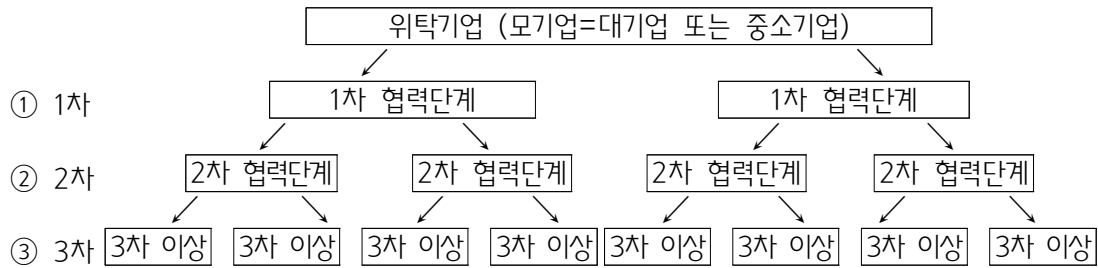 위탁기업 (모기업=대기업 또는 중소기업)
① 1차 1차 협력단계 1차 협력단계
② 2차 2차 협력단계 2차 협력단계 2차 협력단계 2차 협력단계
③ 3차 3차 이상 3차 이상 3차 이상 3차 이상 3차 이상 3차 이상 3차 이상 3차 이상